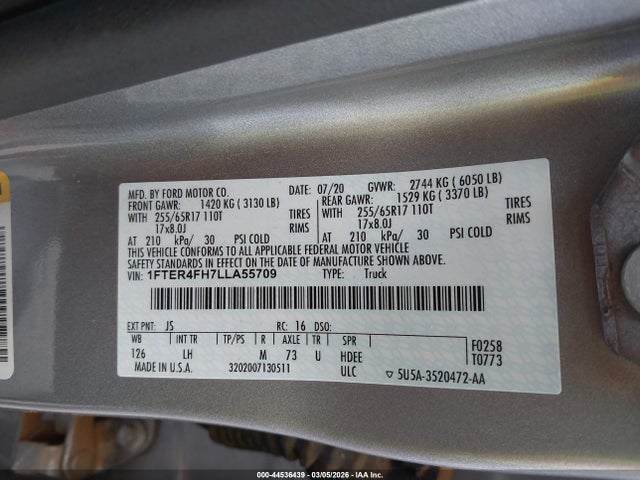 MFD. BY FORD MOTOR CO. DATE: 07/20 GVWR: 2744 KG ( 6050 LB)
FRONT GAWR: 1420 KG ( 3130 LB) REAR GAWR: 1529 KG ( 3370 LB)
WITH 255/65R17 110T TIRES WITH 255/65R17 110T TIRES
17x8.0J RIMS 17x8.0J RIMS
AT 210 kPa/ 30 PSI COLD AT 210 kPa/ 30 PSI COLD
THIS VEHICLE CONFORMS TO ALL APPLICABLE FEDERAL MOTOR VEHICLE
SAFETY STANDARDS IN EFFECT ON THE DATE OF MANUFACTURE SHOWN ABOVE.
VIN: 1FTER4FH7LLA55709 TYPE: Truck
EXT PNT: JS RC: 16 DSO:
WB INT TR TP/PS R AXLE TR SPR F0258
126 LH M 73 U HDEE T0773
MADE IN U.S.A. 3202007130511 ULC ▽ 5U5A-3520472-AA
000-44536439 | 03/05/2026 - IAA Inc.